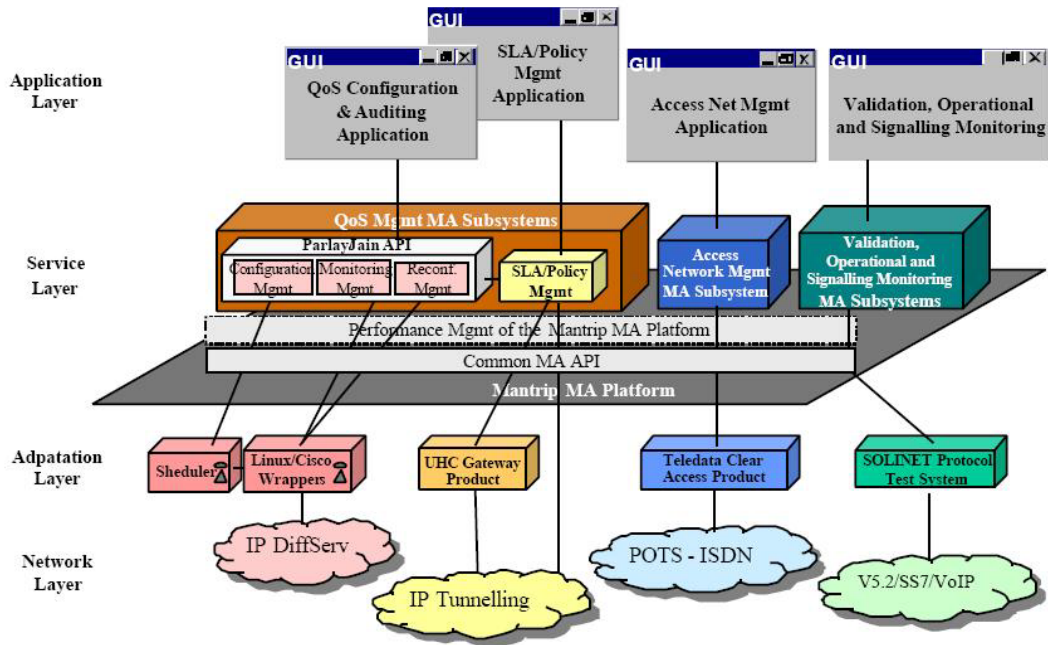 GUI
SLA/Policy
Mgmt
Application
GUI
QoS Configuration
& Auditing
Application
GUI
Access Net Mgmt
Application
GUI
Validation, Operational
and Signalling Monitoring
Application
Layer
QoS Mgmt MA Subsystems
ParlayJain API
Configuration
Mgmt
Monitoring
Mgmt
Reconf.
Mgmt
SLA/Policy
Mgmt
Access
Network Mgmt
MA Subsystem
Validation,
Operational and
Signalling Monitoring
MA Subsystems
Service
Layer
Performance Mgmt of the Mantrip MA Platform
Common MA API
Mantrip MA Platform
Adpatation
Layer
Sheduler
Linux/Cisco
Wrappers
UHC Gateway
Product
Teledata Clear
Access Product
SOLINET Protocol
Test System
Network
Layer
IP DiffServ
IP Tunnelling
POTS - ISDN
V5.2/SS7/VoIP